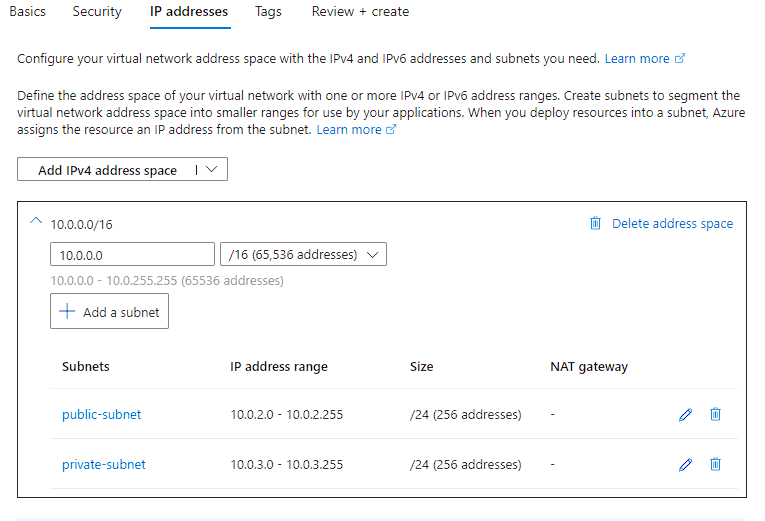 Basics Security IP addresses Tags Review + create
Configure your virtual network address space with the IPv4 and IPv6 addresses and subnets you need. Learn more
Define the address space of your virtual network with one or more IPv4 or IPv6 address ranges. Create subnets to segment the
virtual network address space into smaller ranges for use by your applications. When you deploy resources into a subnet, Azure
assigns the resource an IP address from the subnet. Learn more
Add IPv4 address space
10.0.0.0/16 Delete address space
10.0.0.0 /16 (65,536 addresses)
10.0.0.0 - 10.0.255.255 (65536 addresses)
Add a subnet
Subnets IP address range Size NAT gateway
public-subnet 10.0.2.0 - 10.0.2.255 /24 (256 addresses) -
private-subnet 10.0.3.0 - 10.0.3.255 /24 (256 addresses) -